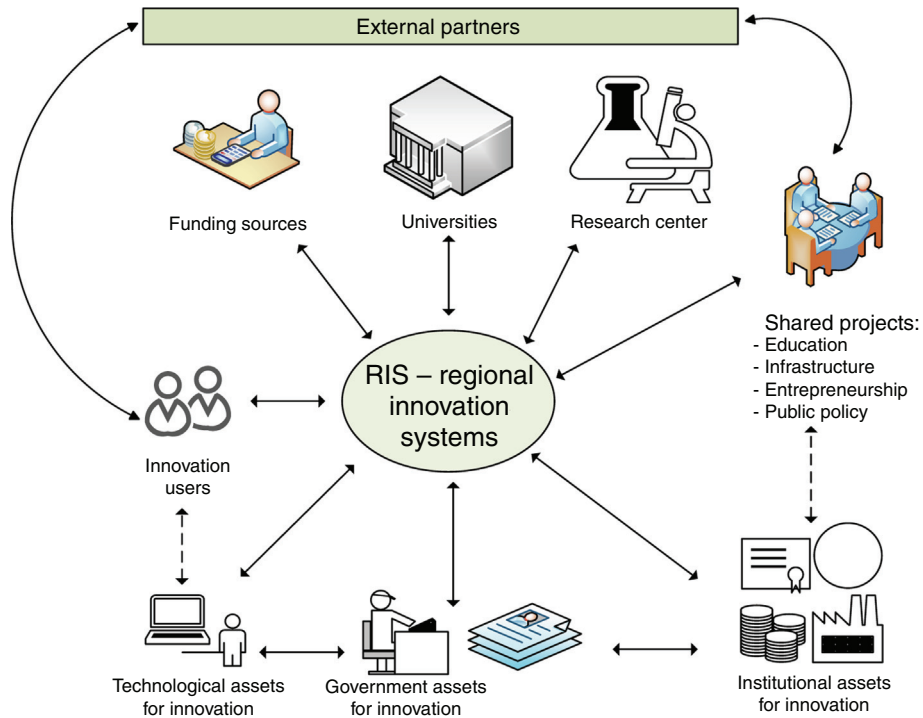 External partners
Funding sources
Universities
Research center
Shared projects:
- Education
- Infrastructure
- Entrepreneurship
- Public policy
RIS – regional
innovation
systems
Innovation
users
Technological assets
for innovation
Government assets
for innovation
Institutional assets
for innovation